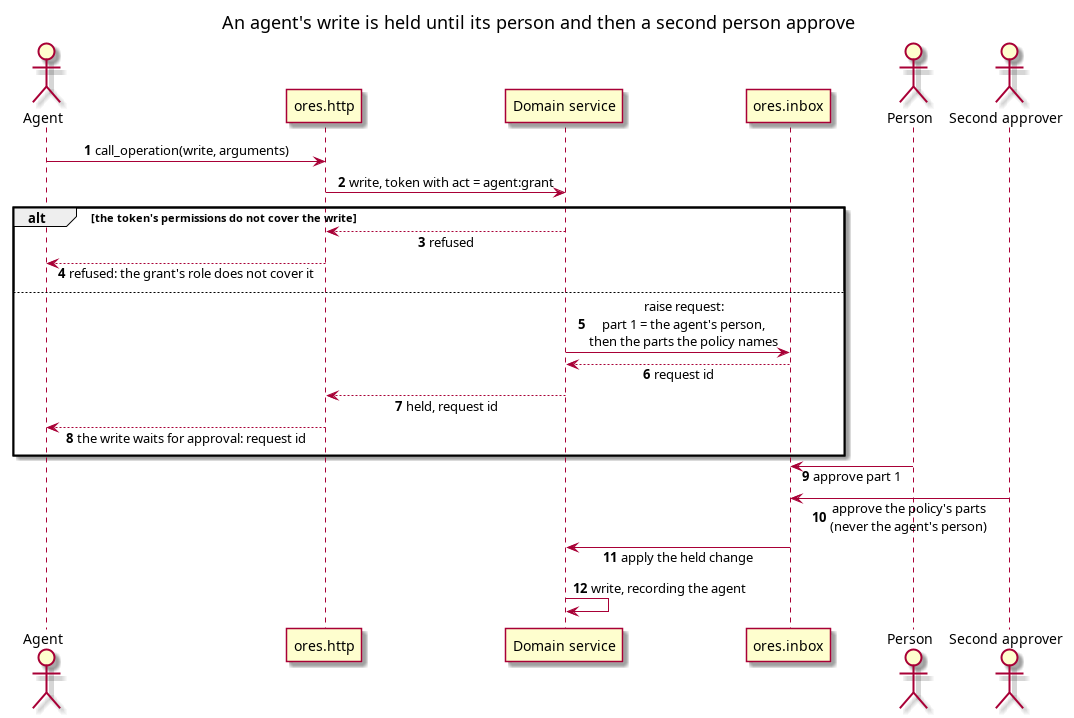 An agent's write is held until its person and then a second person approve
Agent
ores.http
Domain service
ores.inbox
Person
Second approver
1 call_operation(write, arguments)
2 write, token with act = agent:grant
alt
[the token's permissions do not cover the write]
3 refused
4 refused: the grant's role does not cover it
raise request:
5 part 1 = the agent's person,
then the parts the policy names
6 request id
7 held, request id
8 the write waits for approval: request id
9 approve part 1
approve the policy's parts
10 (never the agent's person)
11 apply the held change
12 write, recording the agent
Agent
ores.http
Domain service
ores.inbox
Person
Second approver